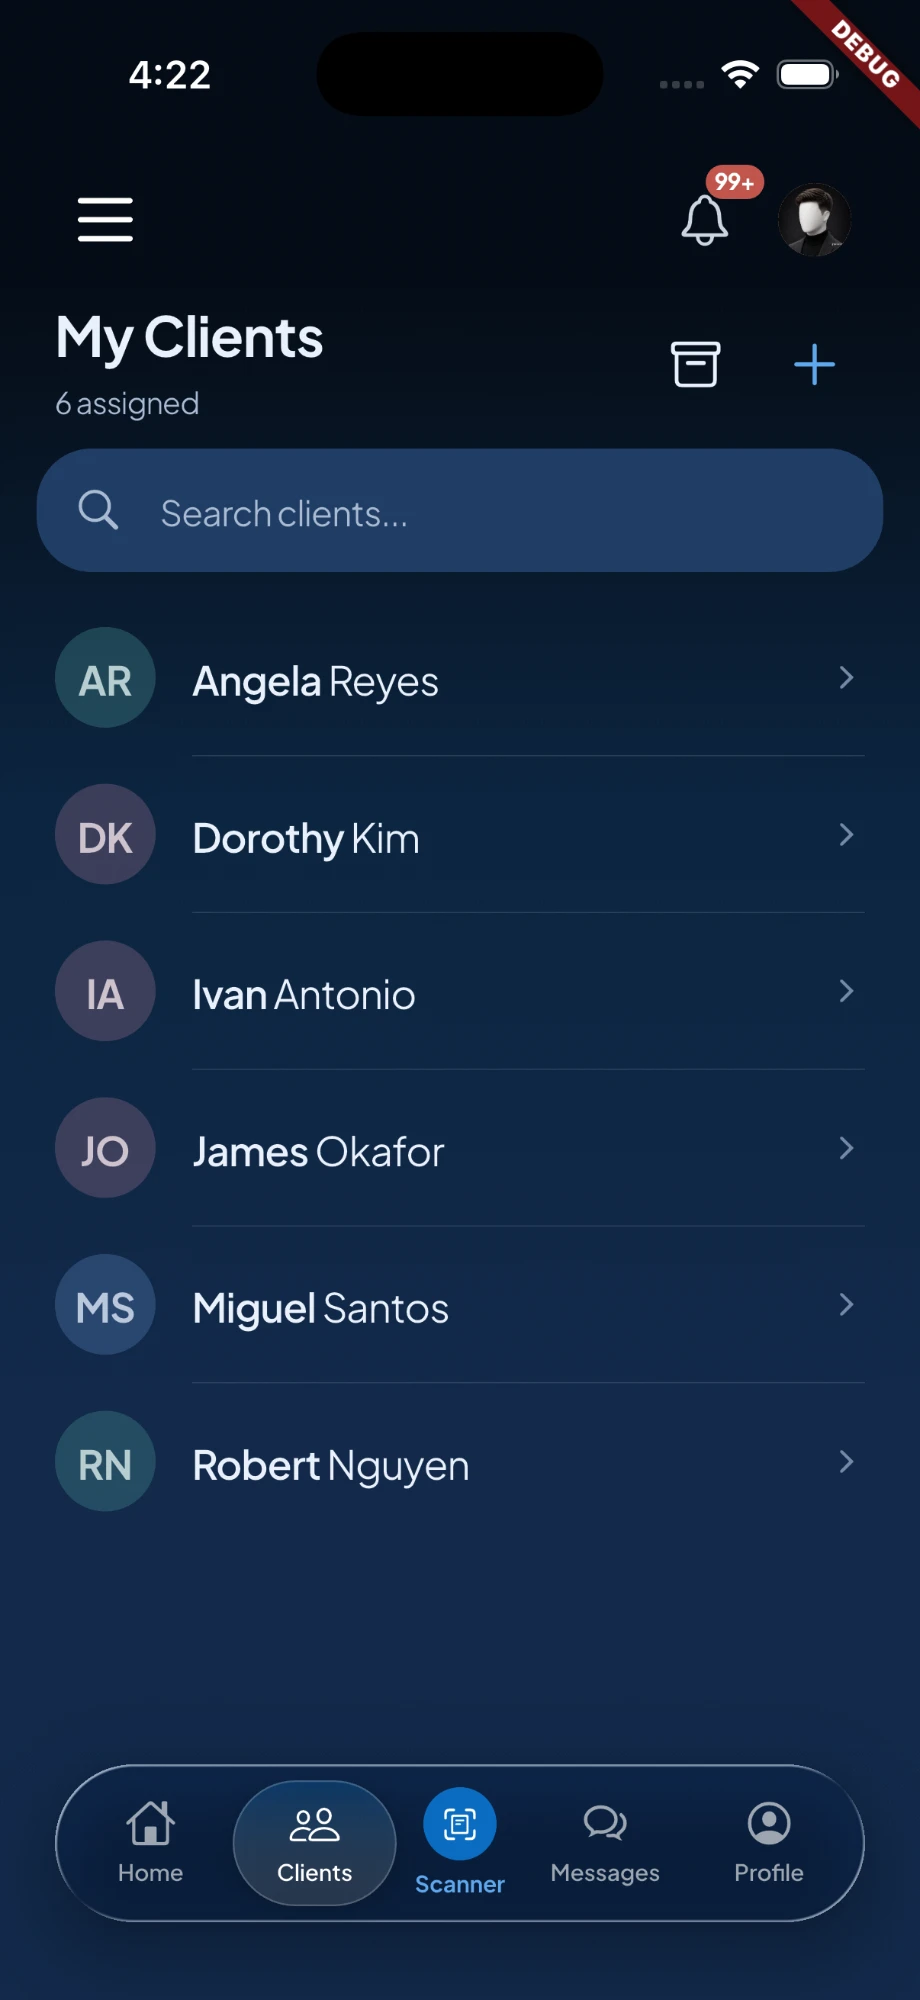 4:22
DEBUG
99+
My Clients
6 assigned
Search clients...
AR
Angela Reyes
DK
Dorothy Kim
IA
Ivan Antonio
JO
James Okafor
MS
Miguel Santos
RN
Robert Nguyen
Home
Clients
Scanner
Messages
Profile